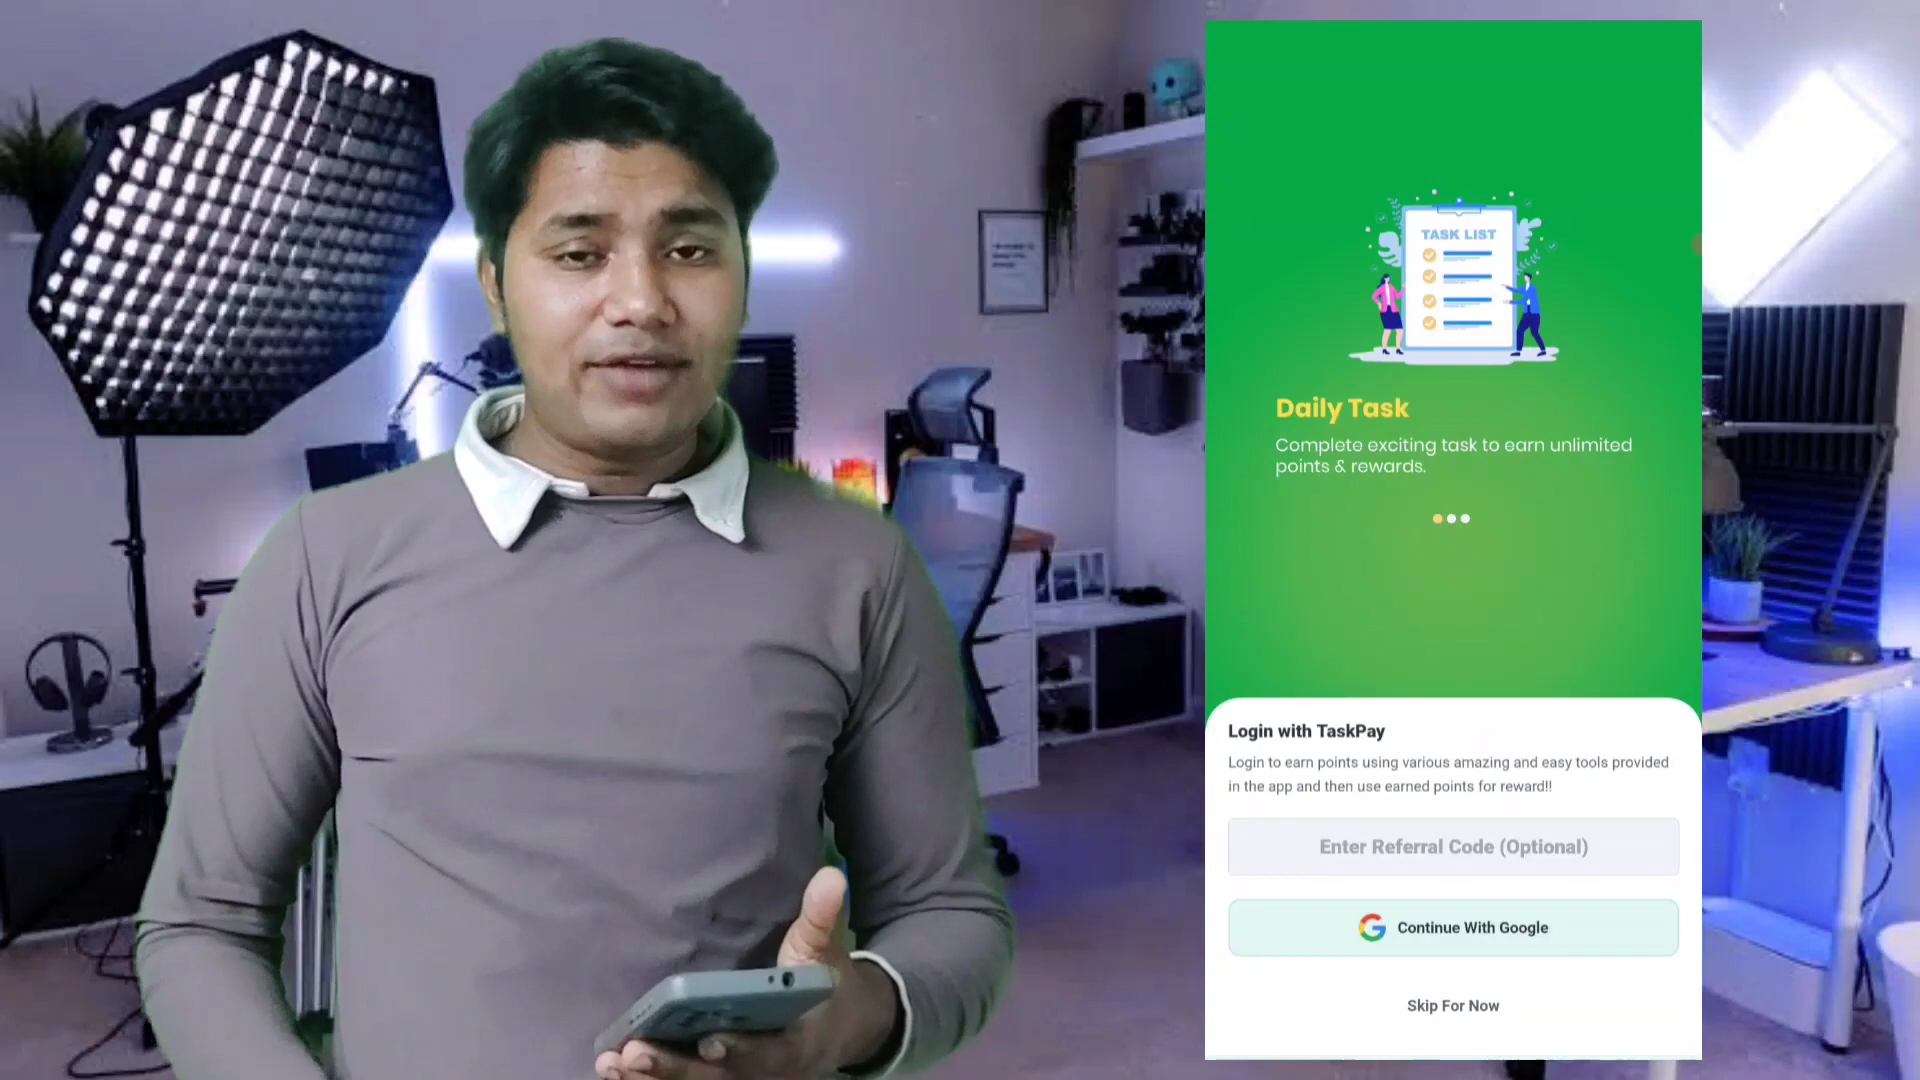 TASK LIST
Daily Task
Complete exciting task to earn unlimited
points & rewards.
Login with TaskPay
Login to earn points using various amazing and easy tools provided
in the app and then use earned points for reward!!
Enter Referral Code (Optional)
Continue With Google
Skip For Now